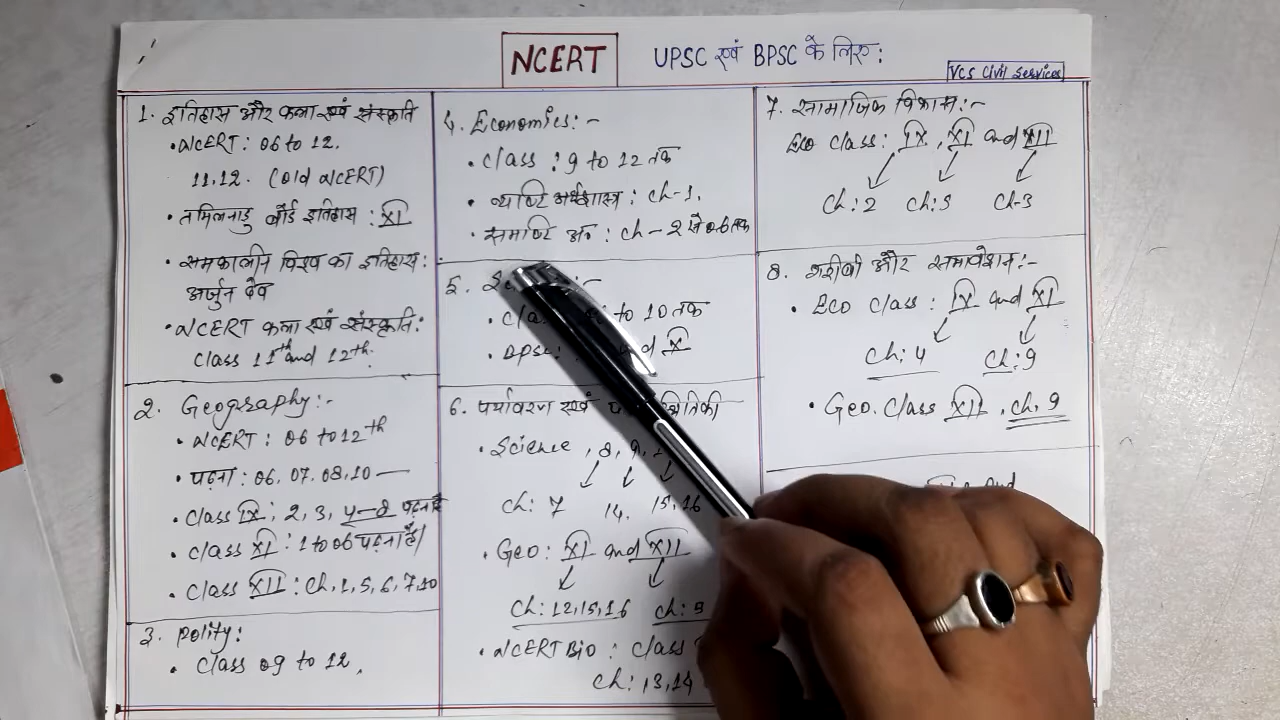 NCERT UPSC एवं BPSC के लिए:
VCS Civil Services
1. इतिहास और कला एवं संस्कृति
• NCERT: 06 to 12.
11,12. (Old NCERT)
• तमिलनाडु बोर्ड इतिहास: XI
• समकालीन विश्व का इतिहास:
अर्जुन देव
• NCERT कला एवं संस्कृति:
Class 11th and 12th.
2. Geography:-
• NCERT: 06 to 12th
• पढ़ना: 06, 07, 08, 10 —
• Class IX: 2, 3, 4 पढ़ना है
• Class XI: 1 to 06 पढ़ना है।
• Class XII: Ch, 1, 5, 6, 7, 10
3. Polity:
• Class 09 to 12.
4. Economics:-
• Class: 9 to 12 तक
• व्यष्टि अर्थशास्त्र: Ch-1,
• समष्टि अ०: Ch-2 से 06 तक
5.
to 10 तक
• BPSC: X
6. पर्यावरण एवं
• Science, 8, 9,
Ch: 7 14. 15, 16
• Geo: XI and XII
Ch: 12, 15, 16 Ch: 5
• NCERT Bio: Class
Ch: 13, 14
7. सामाजिक विकास:-
Eco Class: IX, XI and XII
Ch: 2 Ch: 5 Ch-3
8. गरीबी और समावेशन:-
• Eco Class: IX and XI
Ch: 4 Ch: 9
• Geo. Class XII, Ch, 9
and